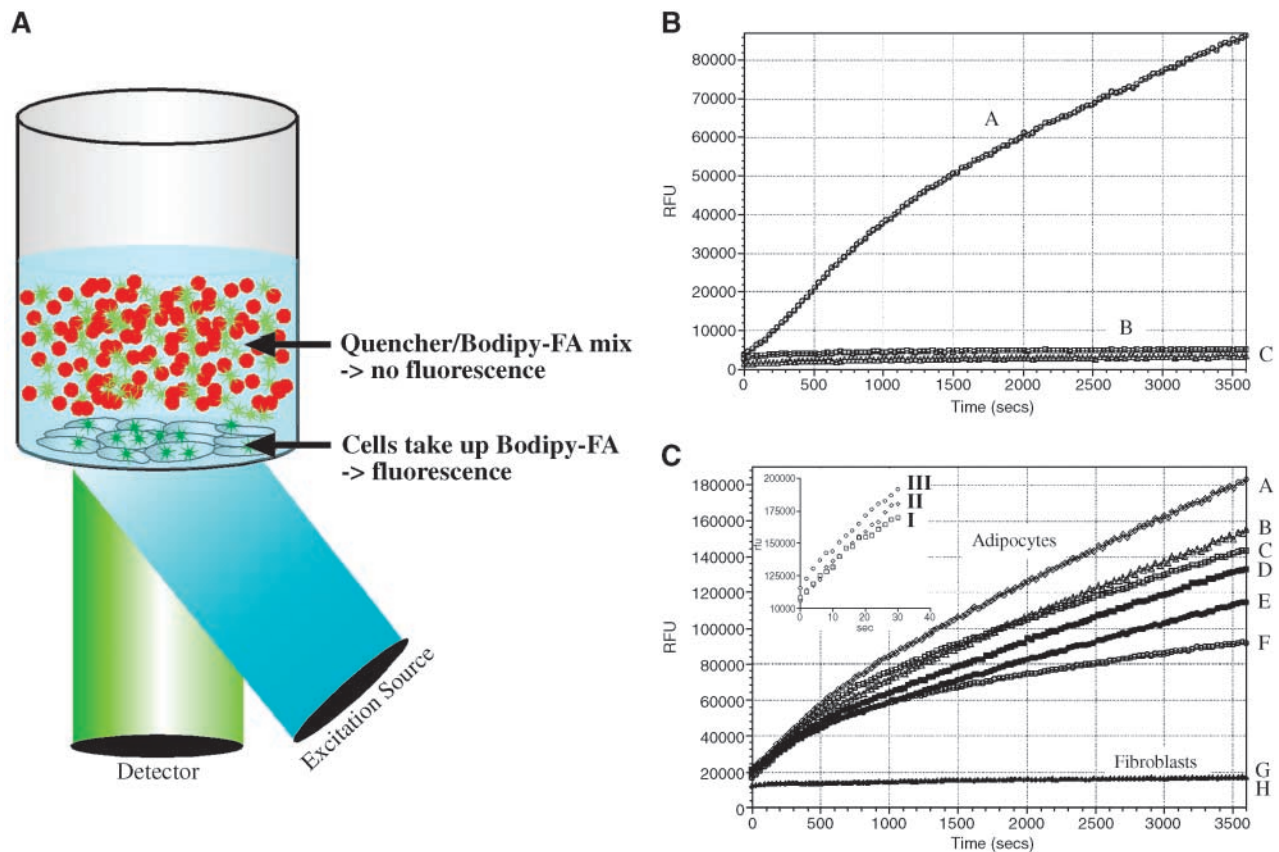 A
Quencher/Bodipy-FA mix
-> no fluorescence
Cells take up Bodipy-FA
-> fluorescence
Detector
Excitation Source
B
80000
70000
60000
50000
40000
30000
20000
10000
0
RFU
A
B
C
0 500 1000 1500 2000 2500 3000 3500
Time (secs)
C
180000
160000
140000
120000
100000
80000
60000
40000
20000
0
RFU
200000
175000
150000
125000
10000
rfu
III
II
I
0 10 20 30 40
sec
Adipocytes
A
B
C
D
E
F
Fibroblasts
G
H
0 500 1000 1500 2000 2500 3000 3500
Time (secs)